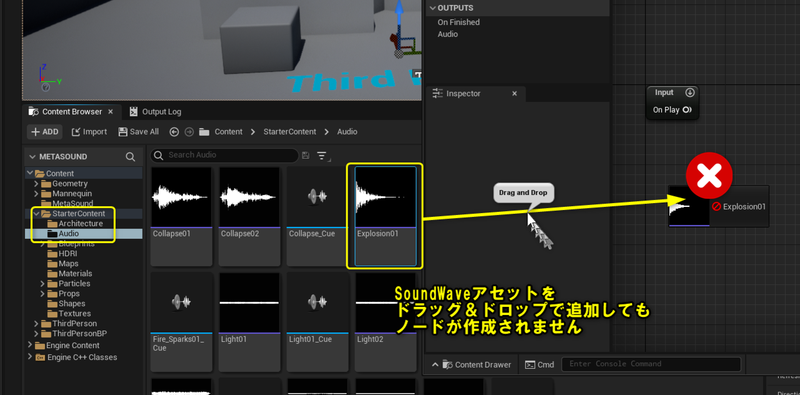 OUTPUTS
On Finished
Audio
Third
T
Inspector
Input
On Play
Content Browser
Output Log
ADD
Import
Save All
Content
StarterContent
Audio
METASOUND
Search Audio
Content
Geometry
Mannequin
MetaSound
StarterContent
Architecture
Audio
Blueprints
HDRI
Maps
Materials
Particles
Props
Shapes
Textures
ThirdPerson
ThirdPersonBP
Engine Content
Engine C++ Classes
Collapse01
Collapse02
Collapse_Cue
Explosion01
Fire_Sparks01_
Cue
Light01
Light01_Cue
Light02
Drag and Drop
Explosion01
SoundWaveアセットを
ドラッグ＆ドロップで追加しても
ノードが作成されません
Content Drawer
Cmd
Enter Console Command